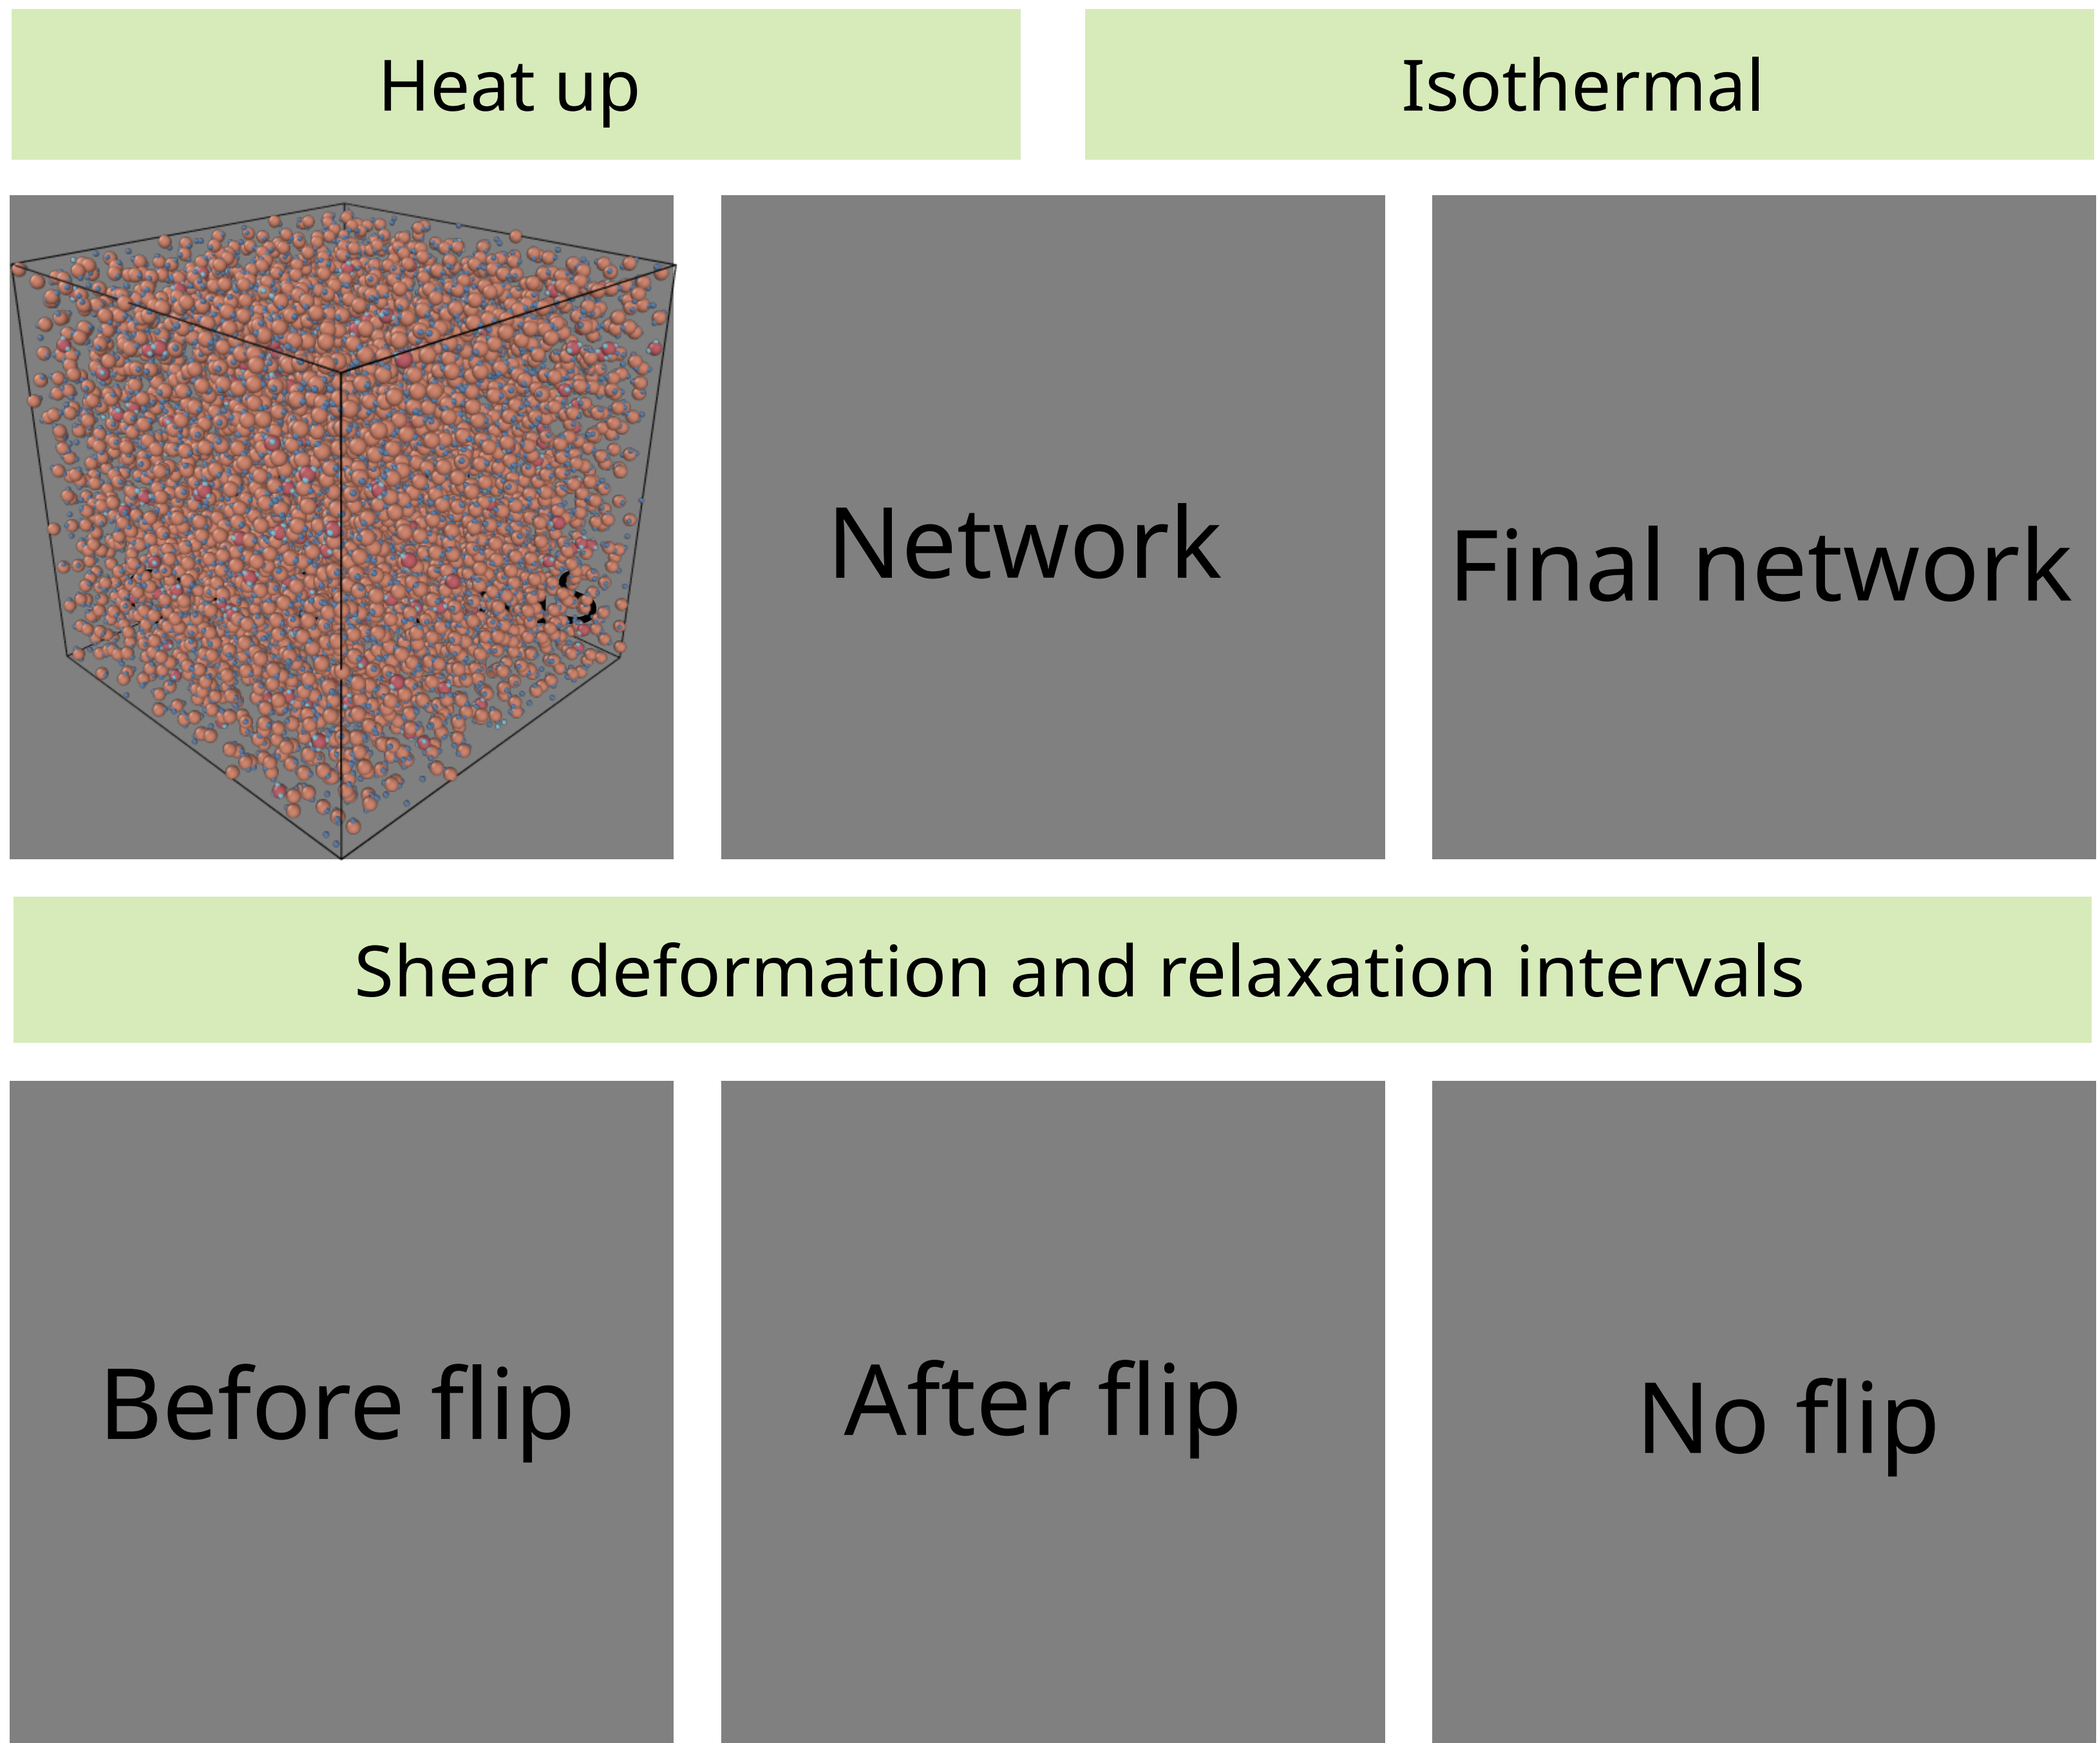 Heat up
Isothermal
Network
Final network
Shear deformation and relaxation intervals
Before flip
After flip
No flip